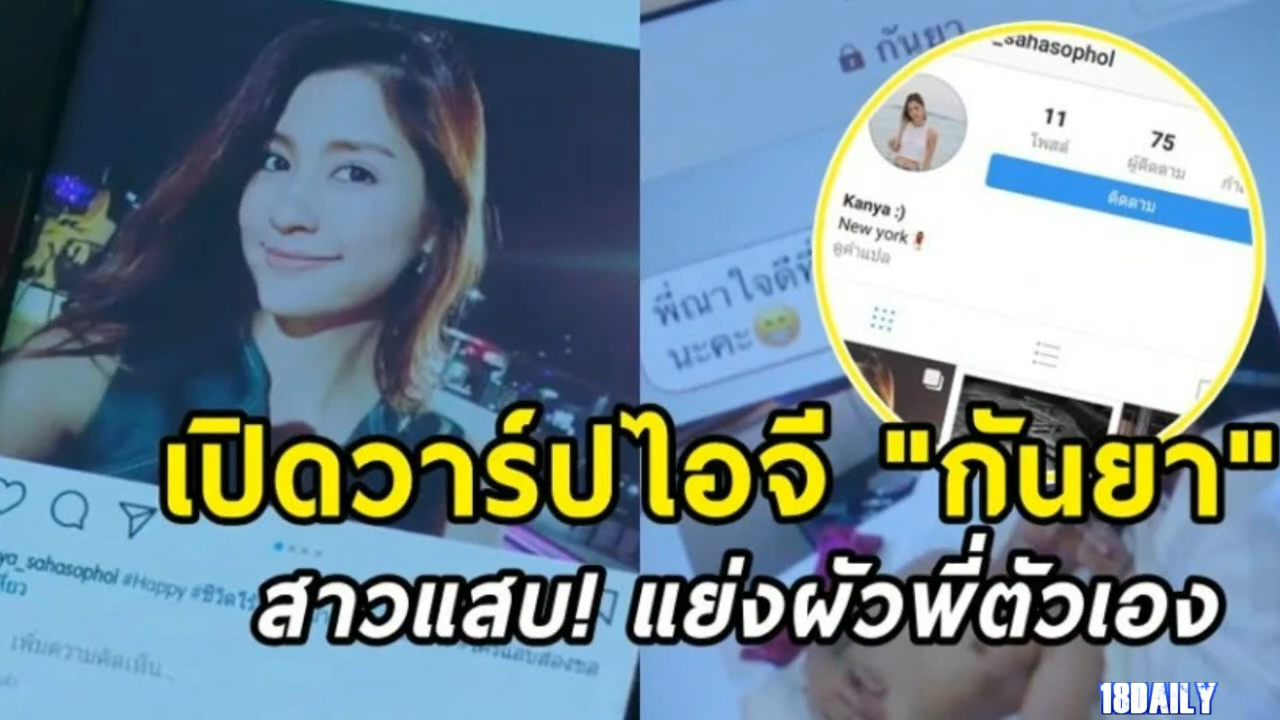 กันยา
_sahasophol
11
โพสต์
75
ผู้ติดตาม
ติดตาม
Kanya :)
New york
ดูคำแปล
พี่ณาใจดี
นะคะ
เปิดวาร์ปไอจี "กันยา"
ya_sahasophol #Happy
สาวแสบ! แย่งผัวพี่ตัวเอง
เพิ่มความคิดเห็น...
18DAILY